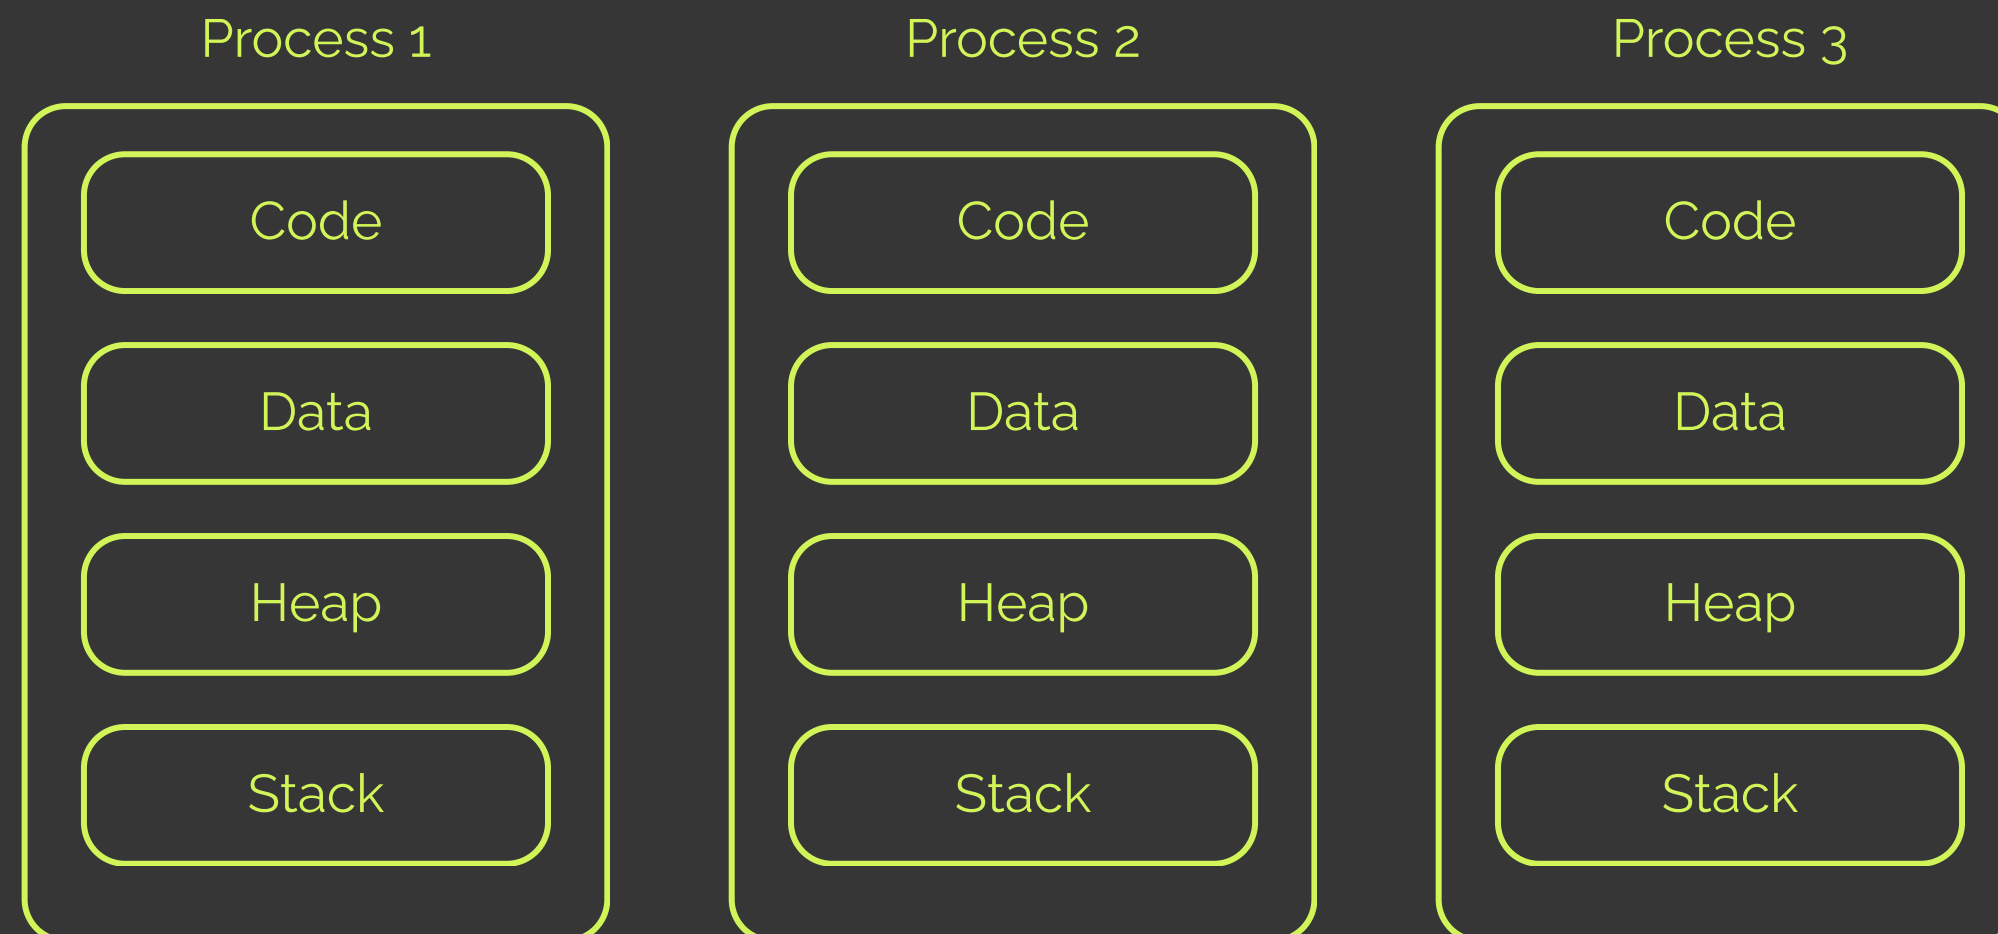 Process 1
Code
Data
Heap
Stack
Process 2
Code
Data
Heap
Stack
Process 3
Code
Data
Heap
Stack